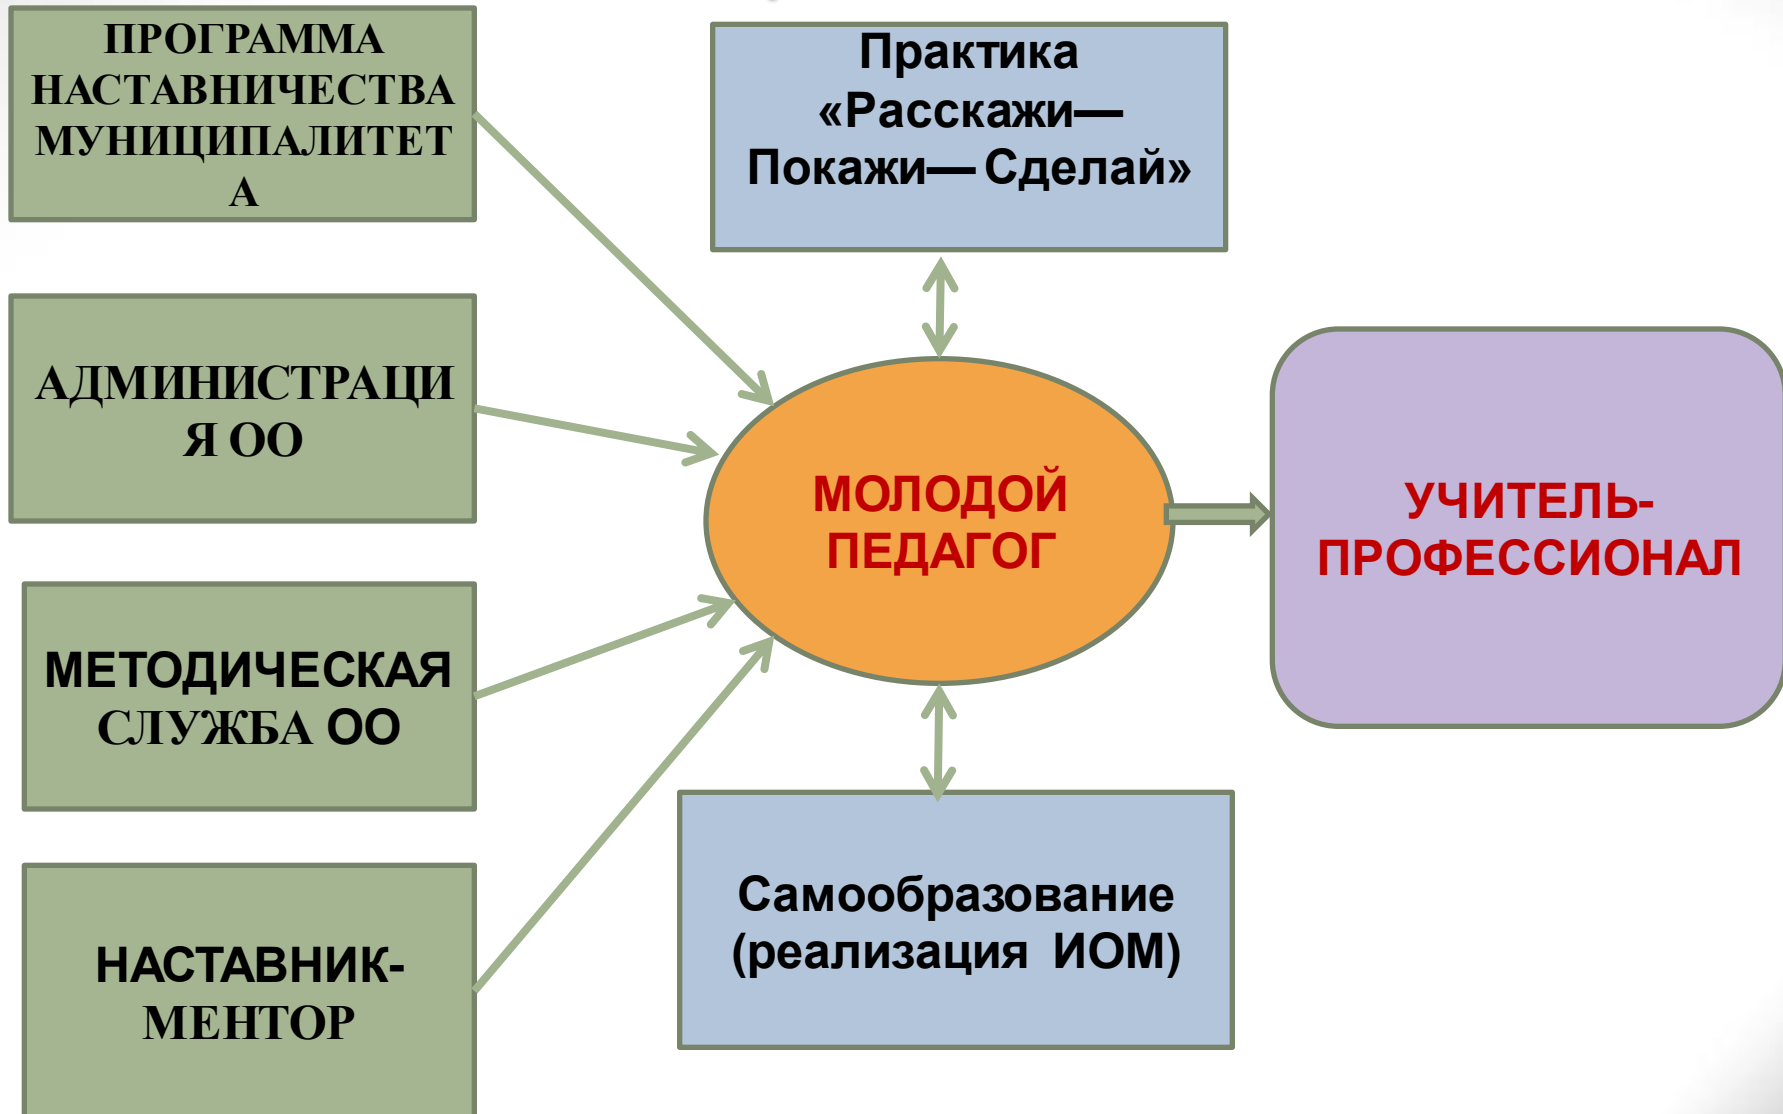 ПРОГРАММА
НАСТАВНИЧЕСТВА
МУНИЦИПАЛИТЕТ
А
АДМИНИСТРАЦИ
Я ОО
МЕТОДИЧЕСКАЯ
СЛУЖБА ОО
НАСТАВНИК-
МЕНТОР
Практика
«Расскажи—
Покажи— Сделай»
МОЛОДОЙ
ПЕДАГОГ
Самообразование
(реализация ИОМ)
УЧИТЕЛЬ-
ПРОФЕССИОНАЛ